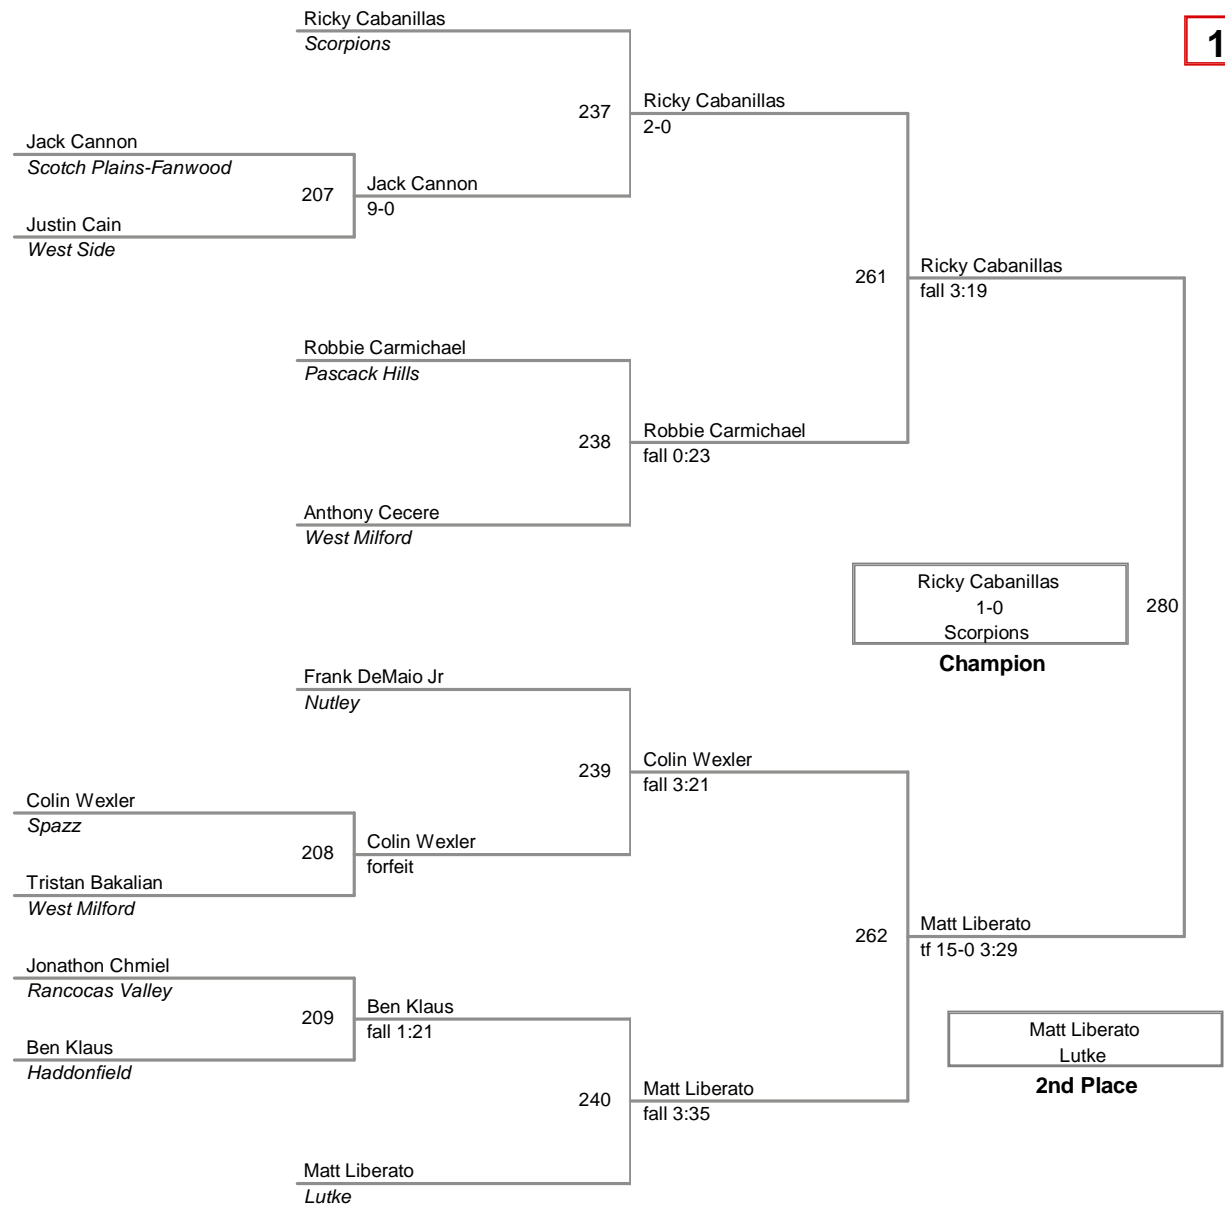 Ricky Cabanillas
Scorpions
1
237
Ricky Cabanillas
2-0
Jack Cannon
Scotch Plains-Fanwood
207
Jack Cannon
9-0
Justin Cain
West Side
261
Ricky Cabanillas
fall 3:19
Robbie Carmichael
Pascack Hills
238
Robbie Carmichael
fall 0:23
Anthony Cecere
West Milford
Ricky Cabanillas
1-0
Scorpions
Champion
280
Frank DeMaio Jr
Nutley
239
Colin Wexler
fall 3:21
Colin Wexler
Spazz
208
Colin Wexler
forfeit
Tristan Bakalian
West Milford
262
Matt Liberato
tf 15-0 3:29
Jonathon Chmiel
Rancocas Valley
209
Ben Klaus
fall 1:21
Ben Klaus
Haddonfield
Matt Liberato
Lutke
2nd Place
240
Matt Liberato
fall 3:35
Matt Liberato
Lutke